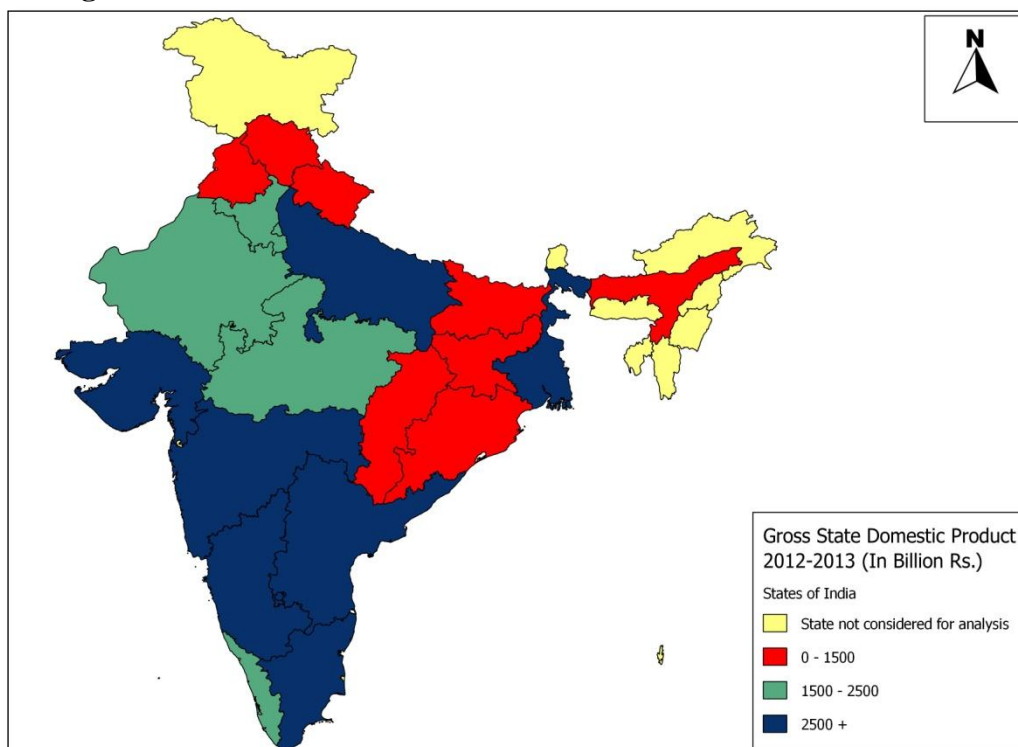 N
Gross State Domestic Product
2012-2013 (In Billion Rs.)
States of India
State not considered for analysis
0 - 1500
1500 - 2500
2500 +